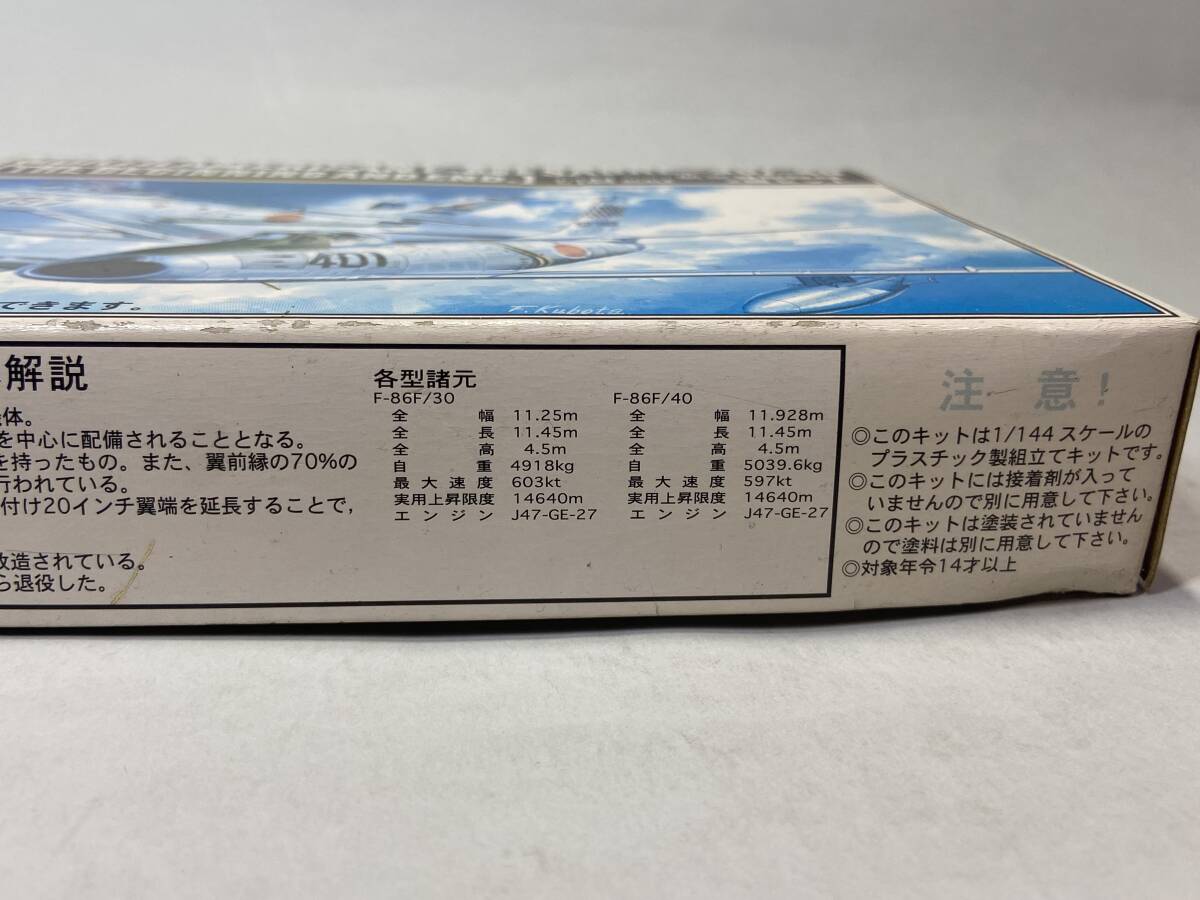 401
F.Kubota
できます。
解説
体。
を中心に配備されることとなる。
を持ったもの。また、翼前縁の70%の
行われている。
付け20インチ翼端を延長することで，
改造されている。
ら退役した。
各型諸元
F-86F/30
全幅 11.25m
全長 11.45m
全高 4.5m
自重 4918kg
最大速度 603kt
実用上昇限度 14640m
エンジン J47-GE-27
F-86F/40
全幅 11.928m
全長 11.45m
全高 4.5m
自重 5039.6kg
最大速度 597kt
実用上昇限度 14640m
エンジン J47-GE-27
注意！
◎このキットは1/144スケールの
プラスチック製組立てキットです。
◎このキットには接着剤が入って
いませんので別に用意して下さい。
◎このキットは塗装されていません
ので塗料は別に用意して下さい。
◎対象年令14才以上